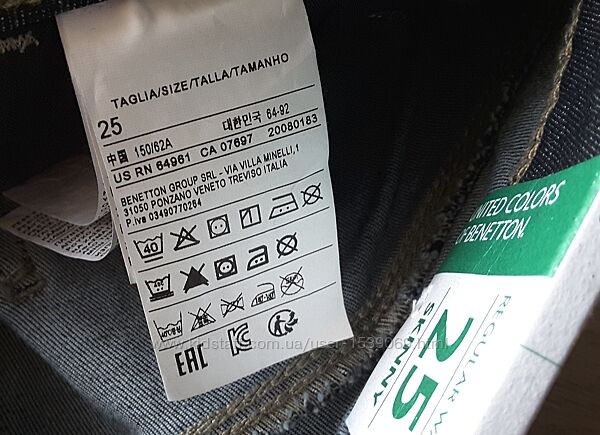 TAGLIA/SIZE/TALLA/TAMANHO
25
中国 150/62A 대한민국 64-92
US RN 64961 CA 07697 20080183
BENETTON GROUP SRL - VIA VILLA MINELLI,1
31050 PONZANO VENETO TREVISO ITALIA
P.iva 03490770264
40
EAC
UNITED COLORS
OF BENETTON.
REGULAR
25
SKINNY